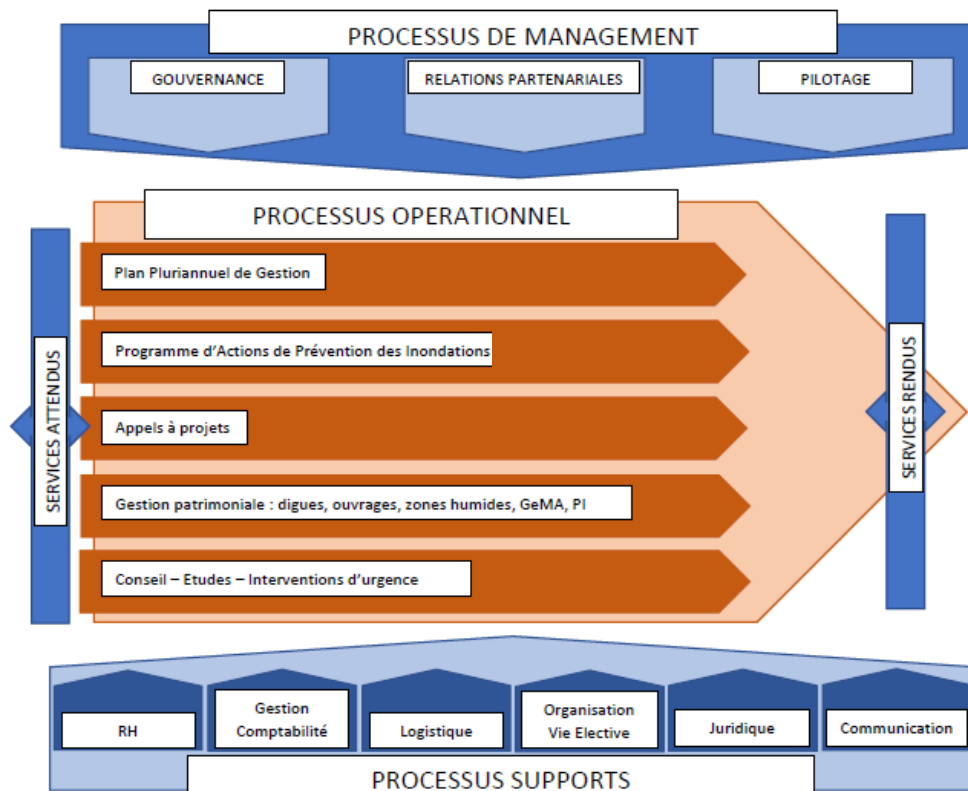 PROCESSUS DE MANAGEMENT
GOUVERNANCE
RELATIONS PARTENARIALES
PILOTAGE
PROCESSUS OPERATIONNEL
SERVICES ATTENDUS
Plan Pluriannuel de Gestion
Programme d'Actions de Prévention des Inondations
Appels à projets
Gestion patrimoniale : digues, ouvrages, zones humides, GeMA, PI
Conseil – Etudes – Interventions d'urgence
SERVICES RENDUS
RH
Gestion
Comptabilité
Logistique
Organisation
Vie Elective
Juridique
Communication
PROCESSUS SUPPORTS